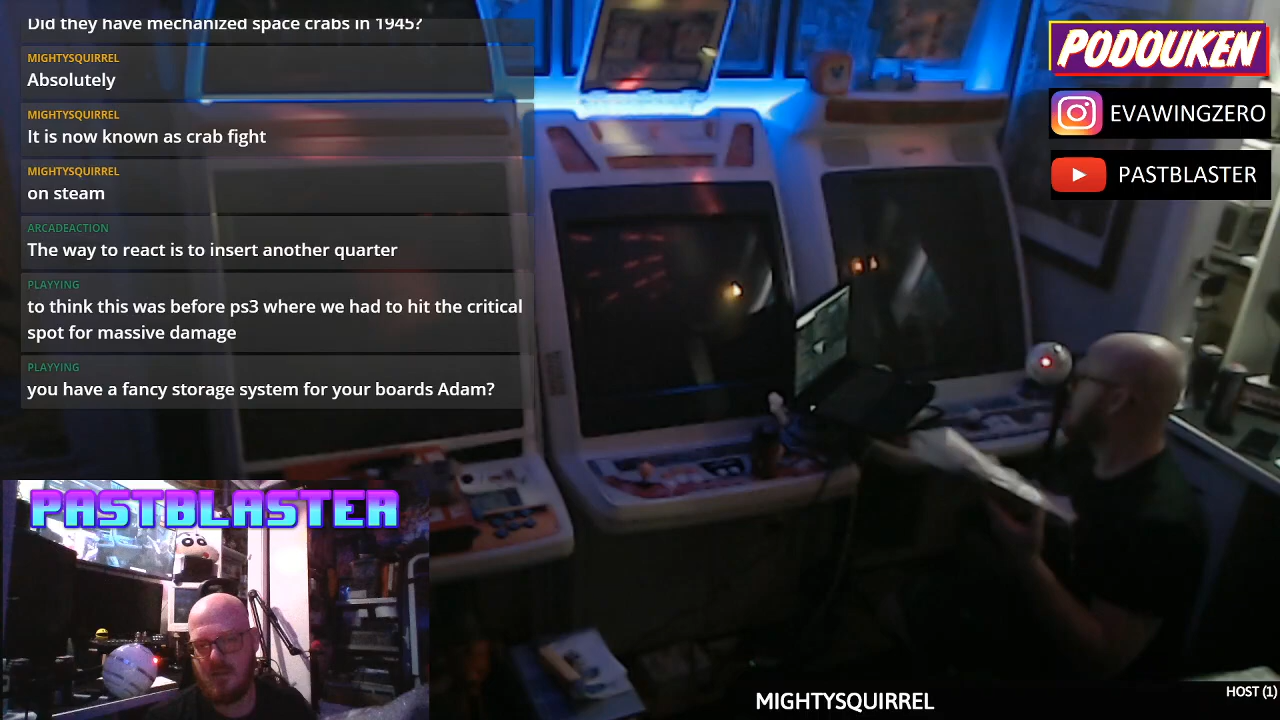 Did they have mechanized space crabs in 1945?
MIGHTYSQUIRREL
Absolutely
MIGHTYSQUIRREL
It is now known as crab fight
MIGHTYSQUIRREL
on steam
ARCADEACTION
The way to react is to insert another quarter
PLAYYING
to think this was before ps3 where we had to hit the critical
spot for massive damage
PLAYYING
you have a fancy storage system for your boards Adam?
PODOUKEN
EVAWINGZERO
PASTBLASTER
PASTBLASTER
MIGHTYSQUIRREL
HOST (1)